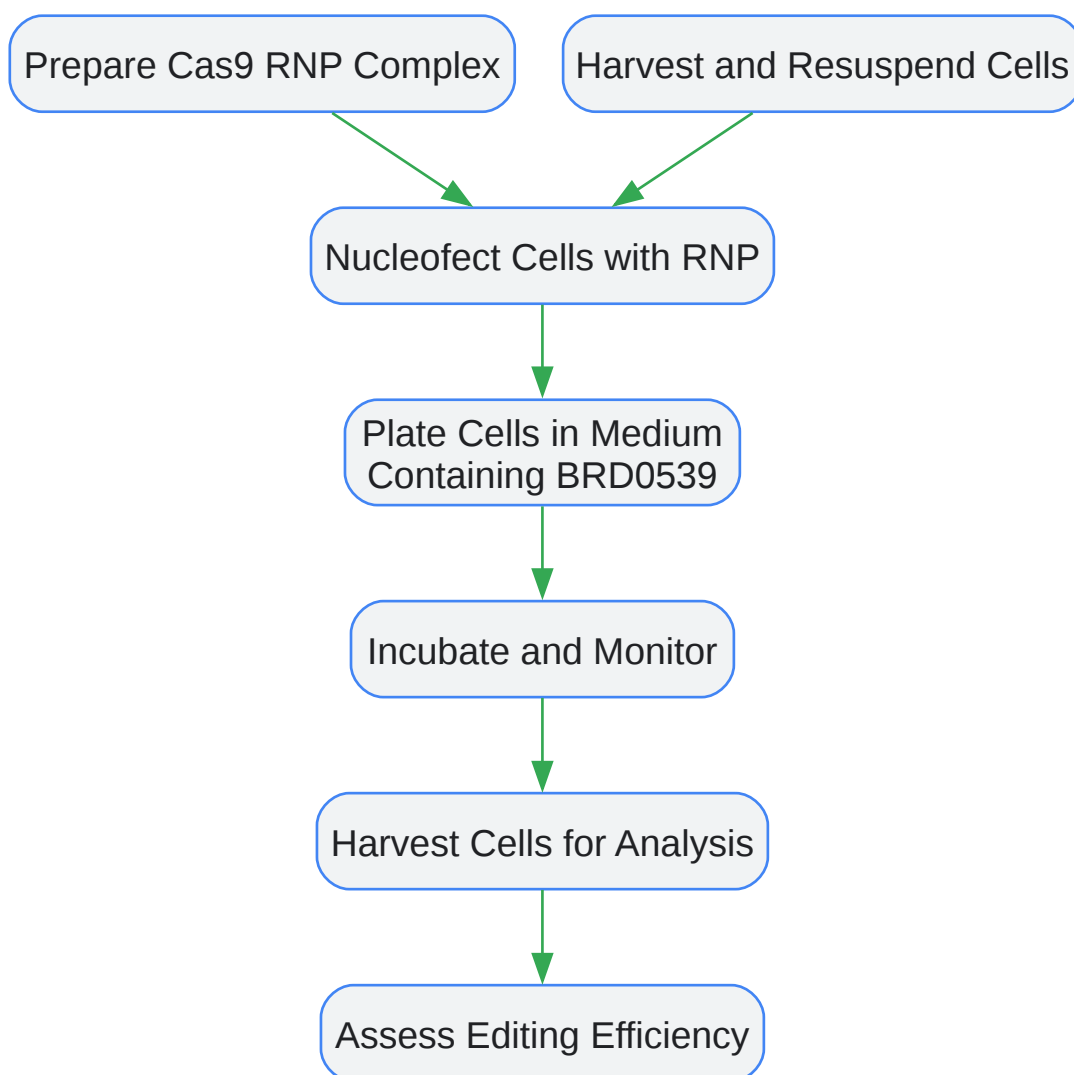 Prepare Cas9 RNP Complex
Harvest and Resuspend Cells
Nucleofect Cells with RNP
Plate Cells in Medium
Containing BRD0539
Incubate and Monitor
Harvest Cells for Analysis
Assess Editing Efficiency